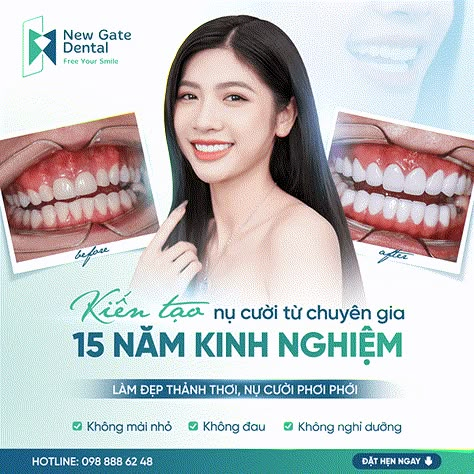 New Gate
Dental
Free Your Smile
before
after
Kiến tạo nụ cười từ chuyên gia
15 NĂM KINH NGHIỆM
LÀM ĐẸP THẢNH THƠI, NỤ CƯỜI PHƠI PHỚI
Không mài nhỏ Không đau Không nghỉ dưỡng
HOTLINE: 098 888 62 48 ĐẶT HẸN NGAY